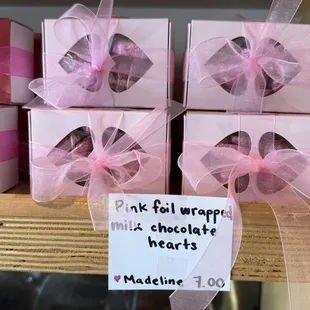 Pink foil wrapped
milk chocolate
hearts
Madeline 7.00